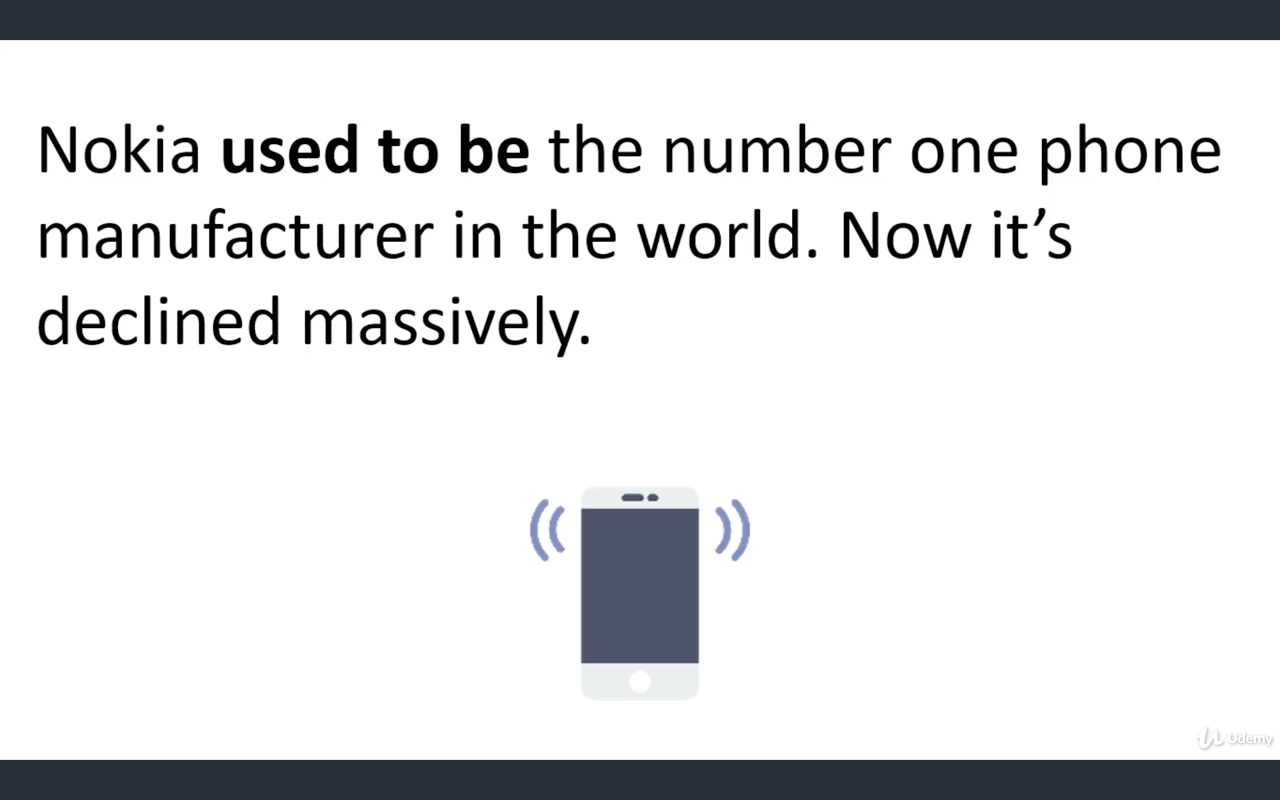 Nokia used to be the number one phone
manufacturer in the world. Now it’s
declined massively.
Udemy